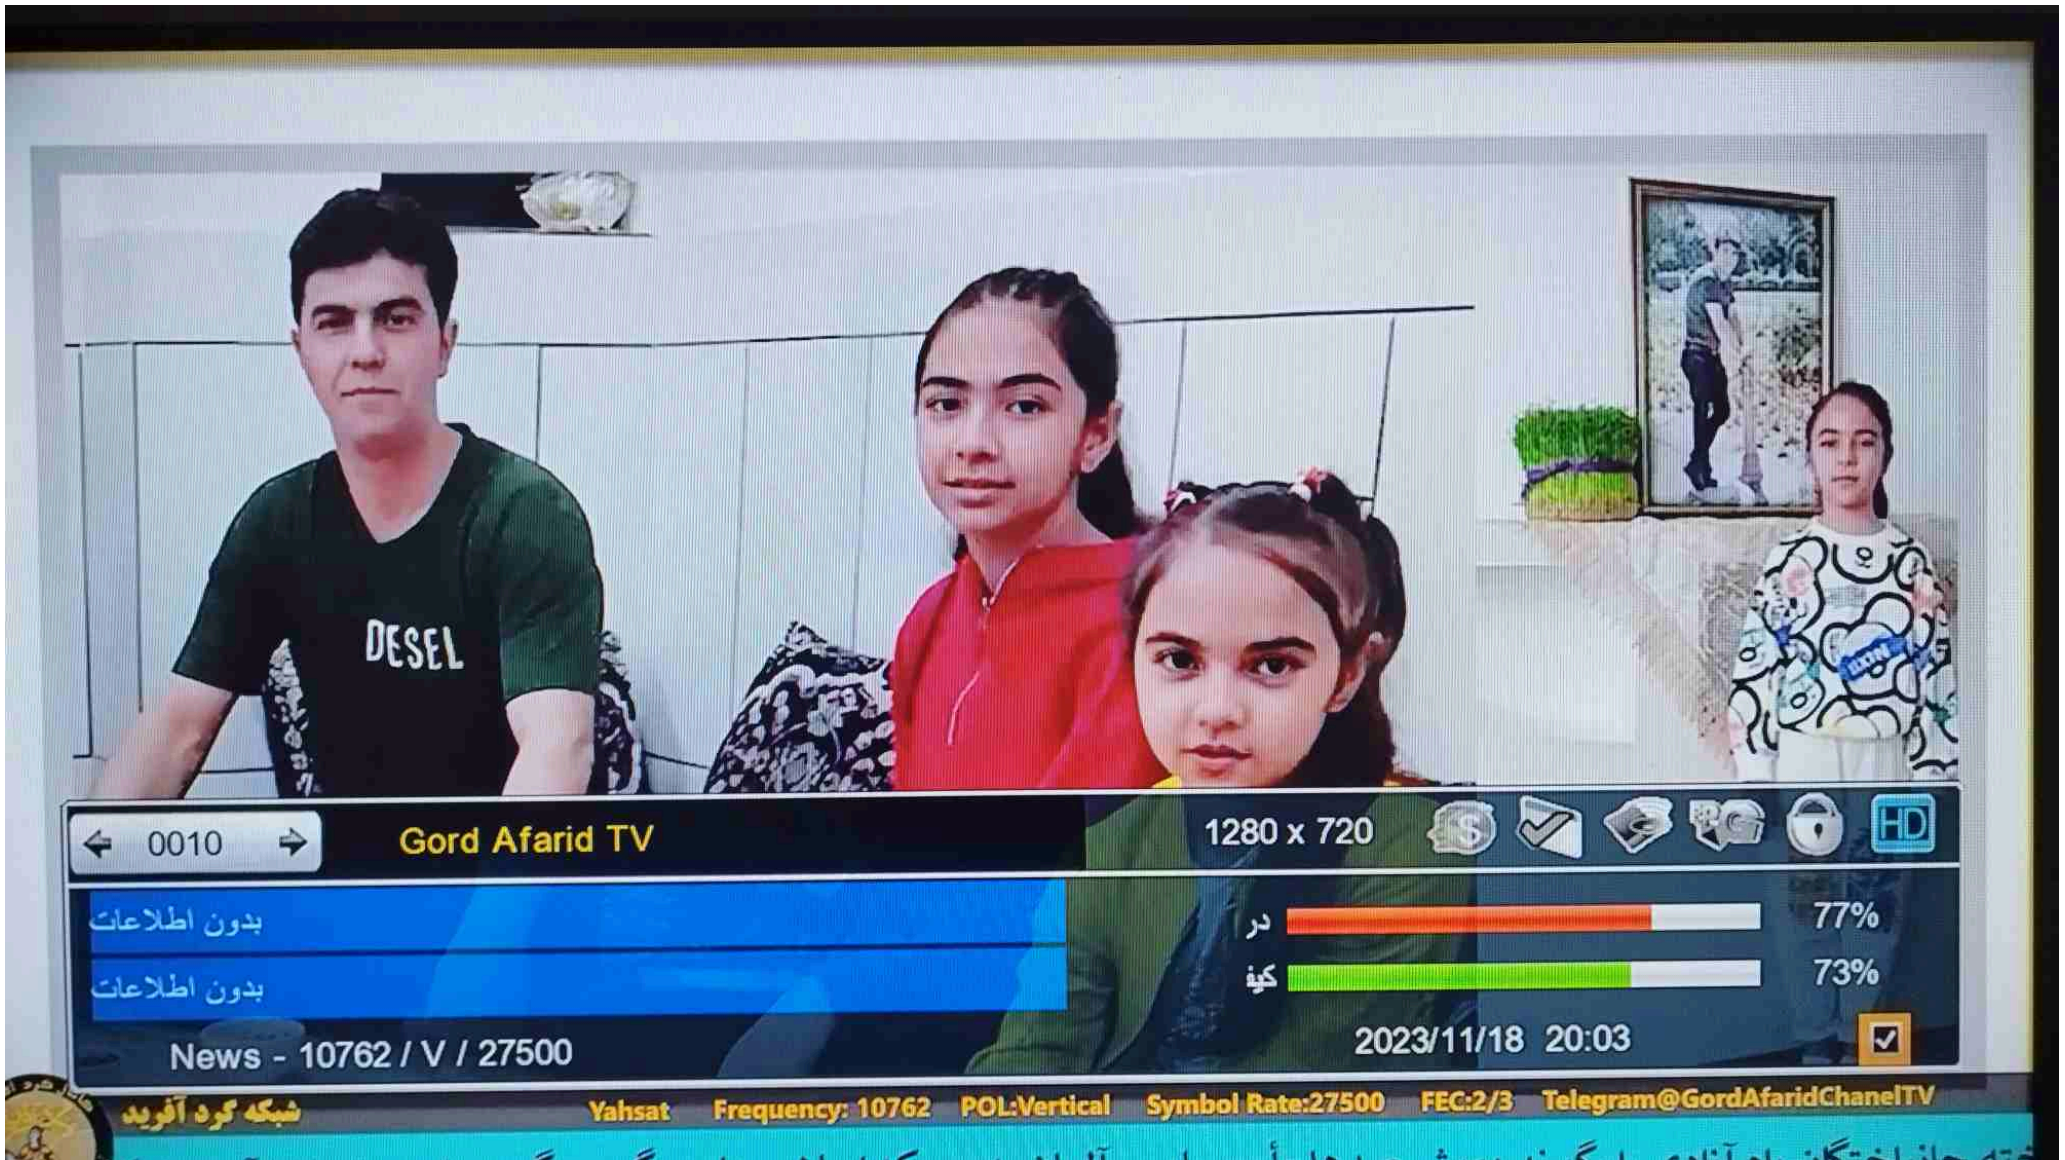 DESEL
0010
Gord Afarid TV
1280 x 720
HD
بدون اطلاعات
در
77%
بدون اطلاعات
کیف
73%
News - 10762 / V / 27500
2023/11/18 20:03
شبکه گرد آفرید
Yahsat Frequency: 10762 POL:Vertical Symbol Rate:27500 FEC:2/3 Telegram@GordAfaridChanelTV